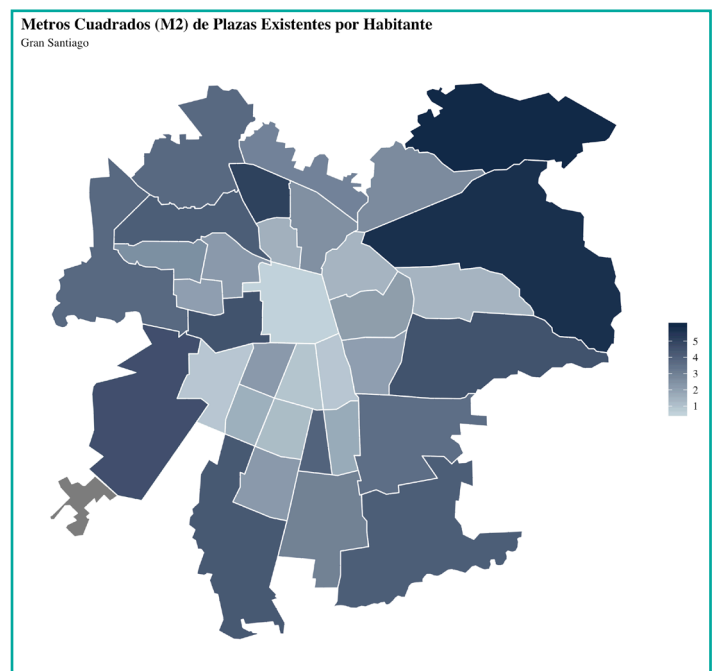 Metros Cuadrados (M2) de Plazas Existentes por Habitante
Gran Santiago
5
4
3
2
1